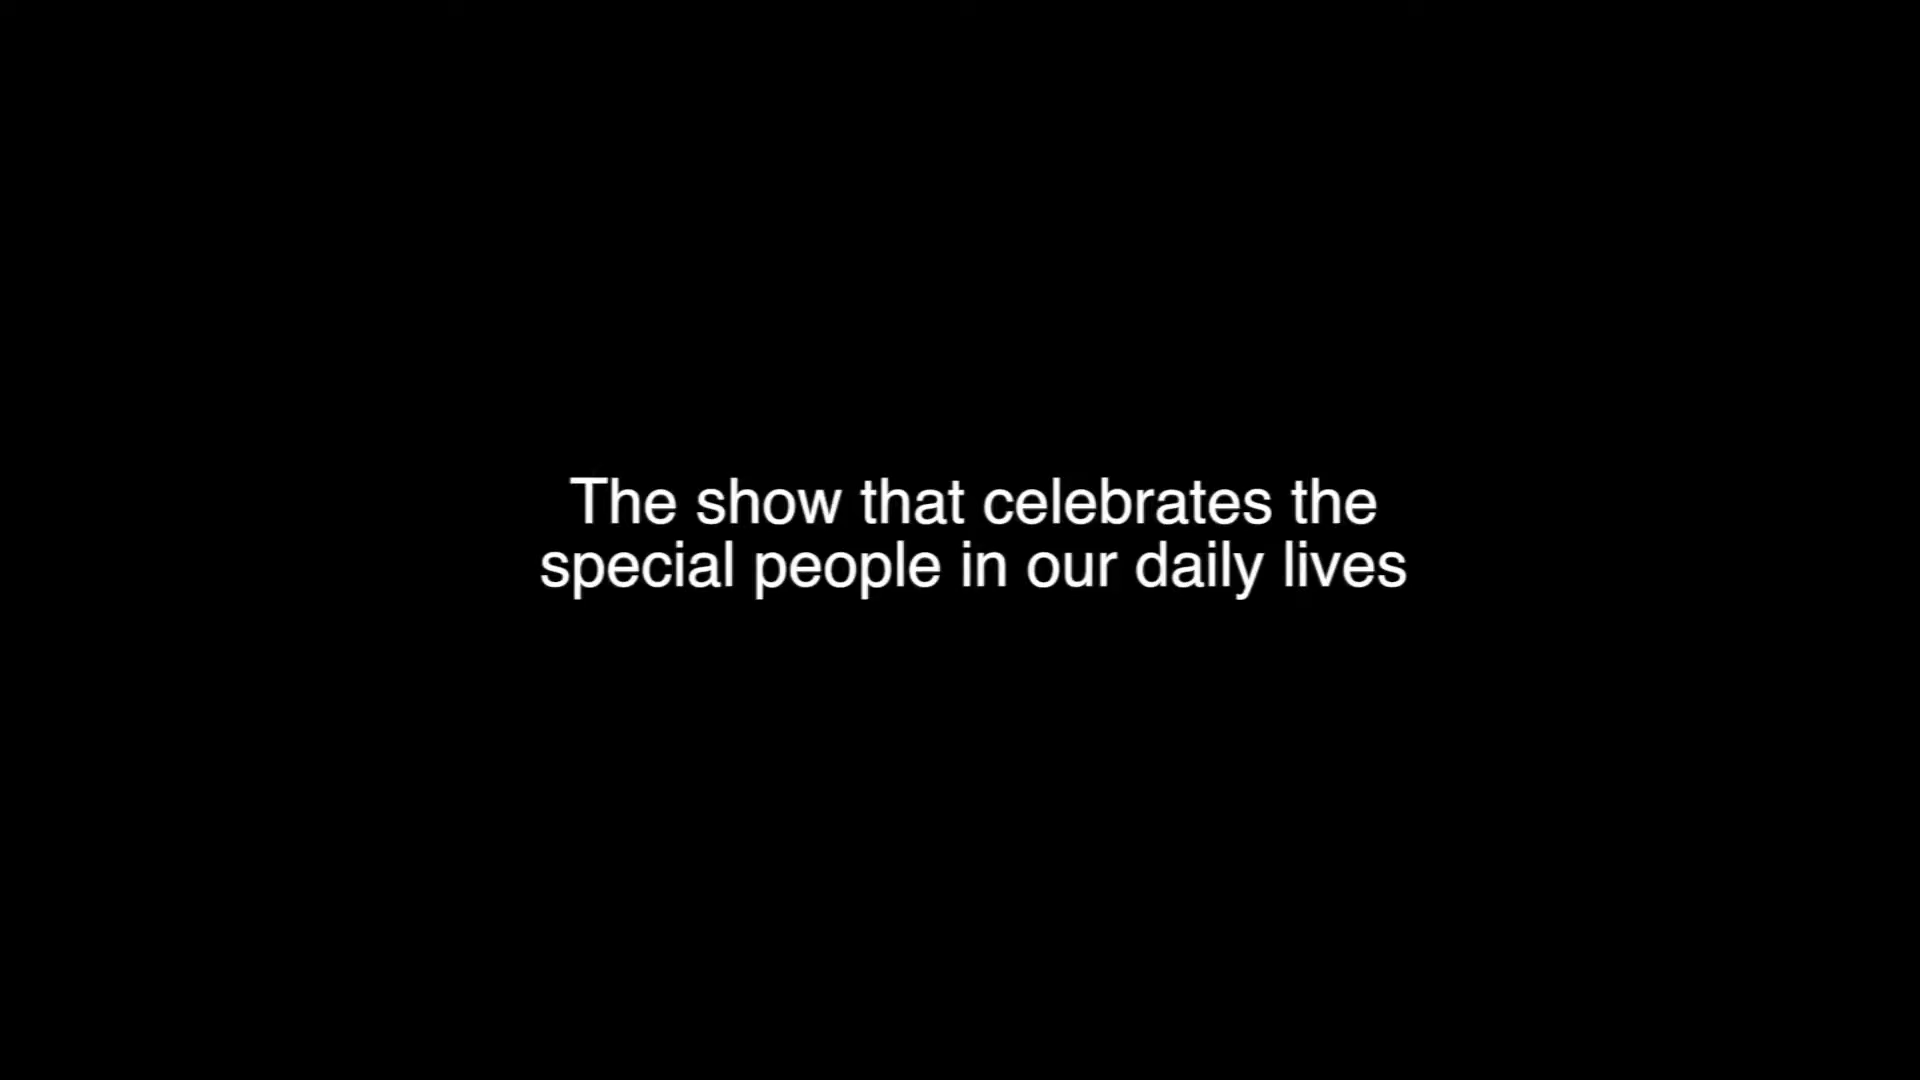 The show that celebrates the
special people in our daily lives